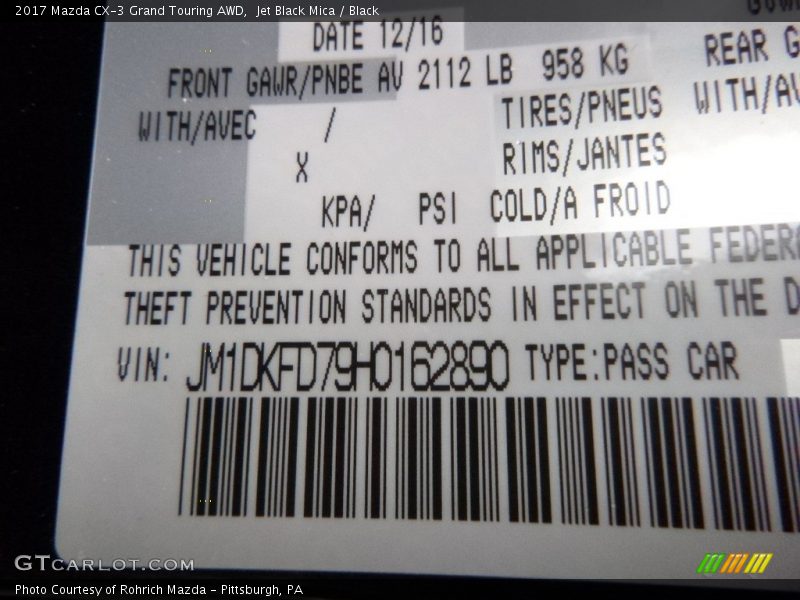 2017 Mazda CX-3 Grand Touring AWD, Jet Black Mica / Black
DATE 12/16
FRONT GAWR/PNBE AV 2112 LB 958 KG REAR G
WITH/AVEC / TIRES/PNEUS WITH/AV
X RIMS/JANTES
KPA/ PSI COLD/A FROID
THIS VEHICLE CONFORMS TO ALL APPLICABLE FEDERA
THEFT PREVENTION STANDARDS IN EFFECT ON THE D
VIN: JM1DKFD79H0162890 TYPE:PASS CAR
GTCARLOT.COM
Photo Courtesy of Rohrich Mazda - Pittsburgh, PA